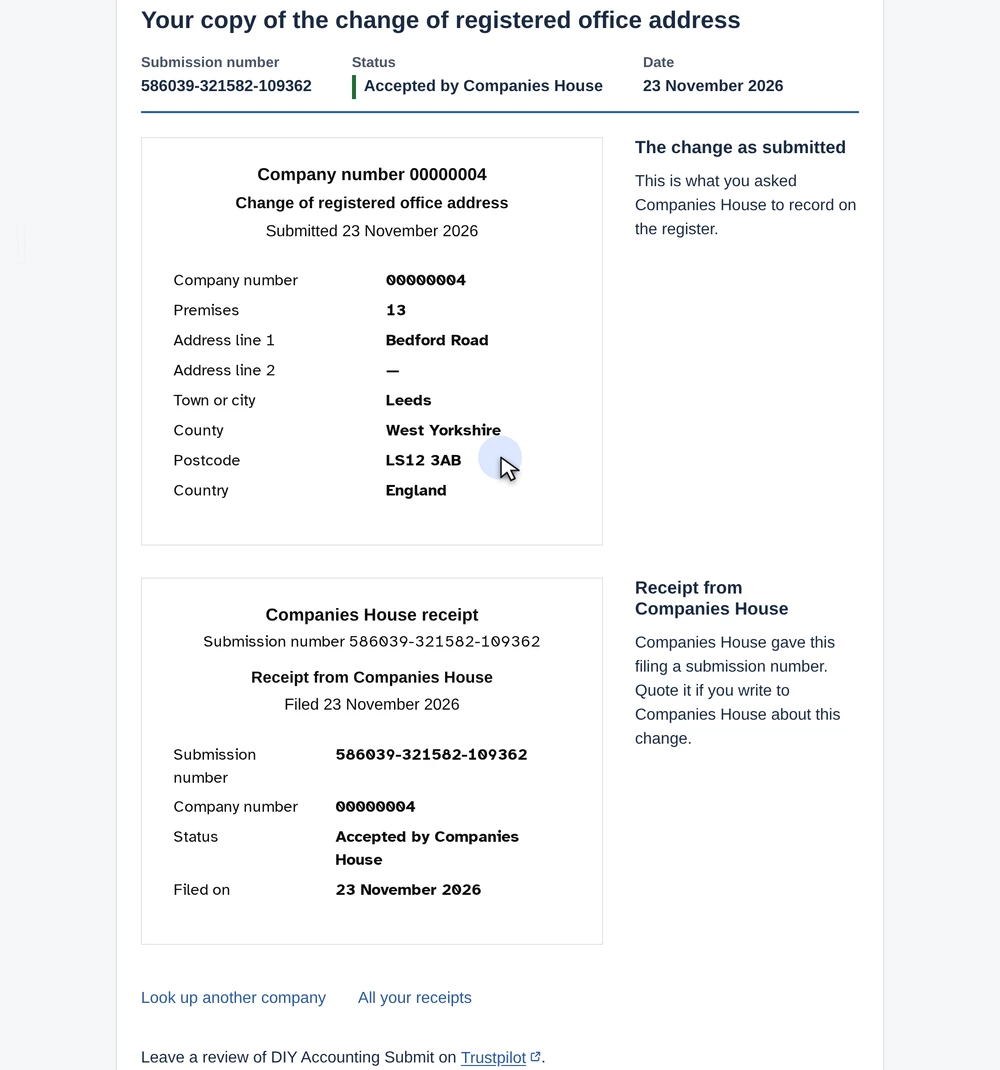 Your copy of the change of registered office address
Submission number
586039-321582-109362
Status
Accepted by Companies House
Date
23 November 2026
Company number 00000004
Change of registered office address
Submitted 23 November 2026
Company number 00000004
Premises 13
Address line 1 Bedford Road
Address line 2 —
Town or city Leeds
County West Yorkshire
Postcode LS12 3AB
Country England
The change as submitted
This is what you asked
Companies House to record on
the register.
Companies House receipt
Submission number 586039-321582-109362
Receipt from Companies House
Filed 23 November 2026
Submission
number
586039-321582-109362
Company number 00000004
Status Accepted by Companies
House
Filed on 23 November 2026
Receipt from
Companies House
Companies House gave this
filing a submission number.
Quote it if you write to
Companies House about this
change.
Look up another company
All your receipts
Leave a review of DIY Accounting Submit on Trustpilot.